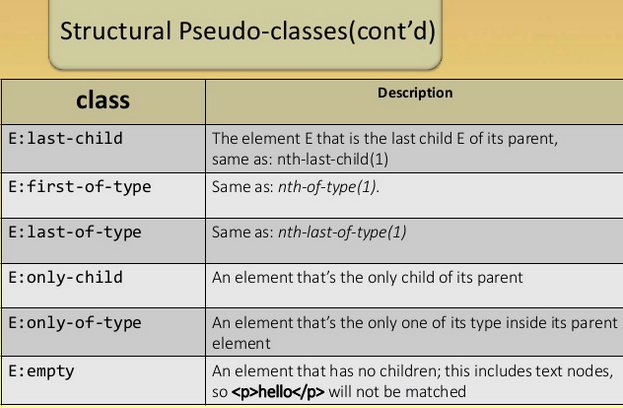 Structural Pseudo-classes(cont’d)
class
Description
E:last-child
The element E that is the last child E of its parent,
same as: nth-last-child(1)
E:first-of-type
Same as: nth-of-type(1).
E:last-of-type
Same as: nth-last-of-type(1)
E:only-child
An element that’s the only child of its parent
E:only-of-type
An element that’s the only one of its type inside its parent
element
E:empty
An element that has no children; this includes text nodes,
so <p>hello</p> will not be matched